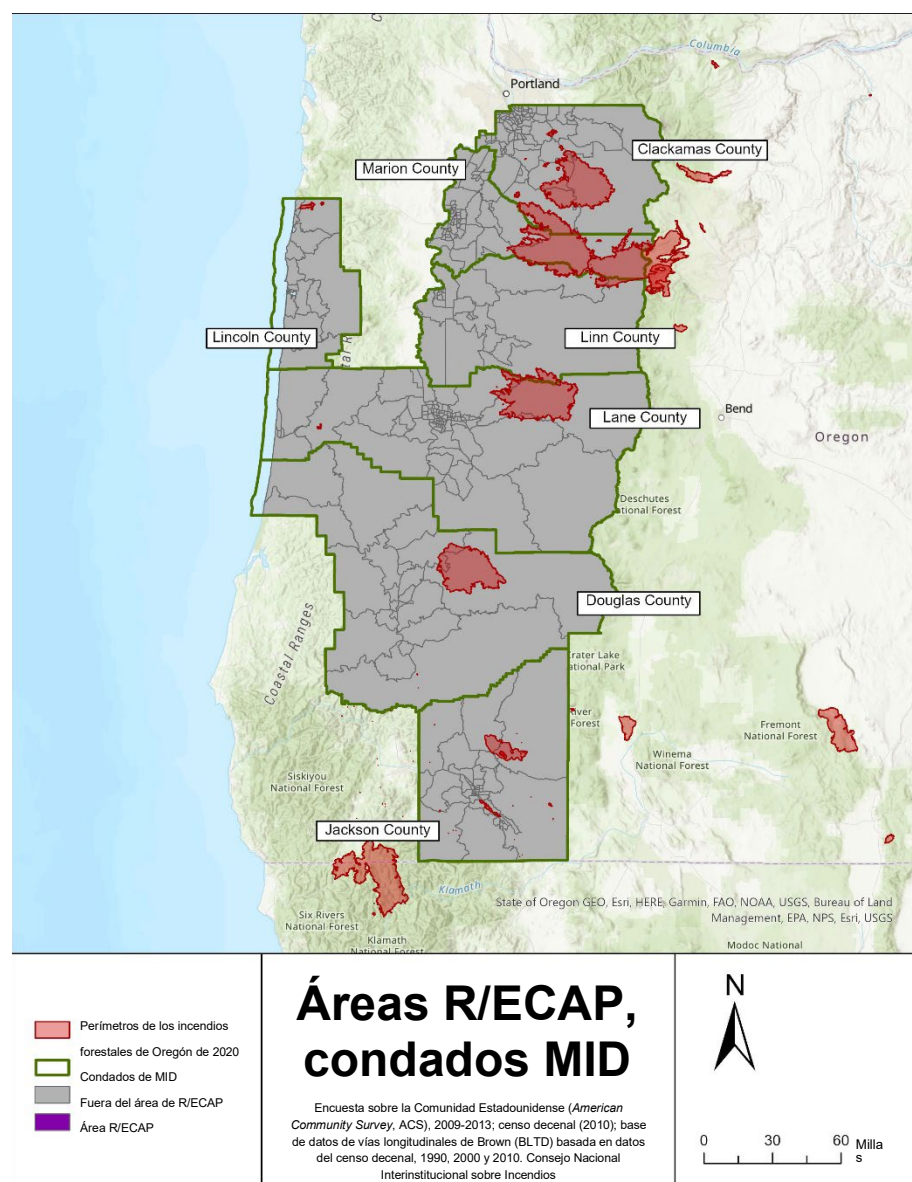 Columbia
Portland
Clackamas County
Marion County
Lincoln County
Linn County
Bend
Lane County
Oregon
Deschutes
National Forest
Douglas County
Coastal Ranges
Crater Lake
National Park
Fremont
National Forest
Winema
National Forest
Siskiyou
National Forest
Jackson County
Klamath
State of Oregon GEO, Esri, HERE, Garmin, FAO, NOAA, USGS, Bureau of Land
Management, EPA, NPS, Esri, USGS
Six Rivers
National Forest
Klamath
National Forest
Modoc National
Perímetros de los incendios
forestales de Oregón de 2020
Condados de MID
Fuera del área de R/ECAP
Área R/ECAP
Áreas R/ECAP,
condados MID
Encuesta sobre la Comunidad Estadounidense (American
Community Survey, ACS), 2009-2013; censo decenal (2010); base
de datos de vías longitudinales de Brown (BLTD) basada en datos
del censo decenal, 1990, 2000 y 2010. Consejo Nacional
Interinstitucional sobre Incendios
N
0 30 60 Milla
s